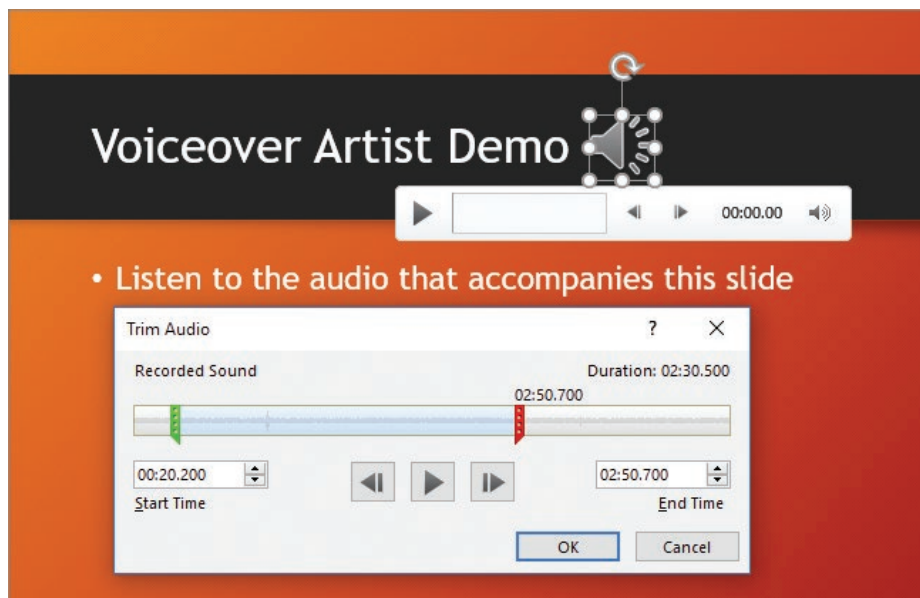 Voiceover Artist Demo
00:00.00
• Listen to the audio that accompanies this slide
Trim Audio ?
Recorded Sound Duration: 02:30.500
02:50.700
00:20.200 02:50.700
Start Time End Time
OK Cancel